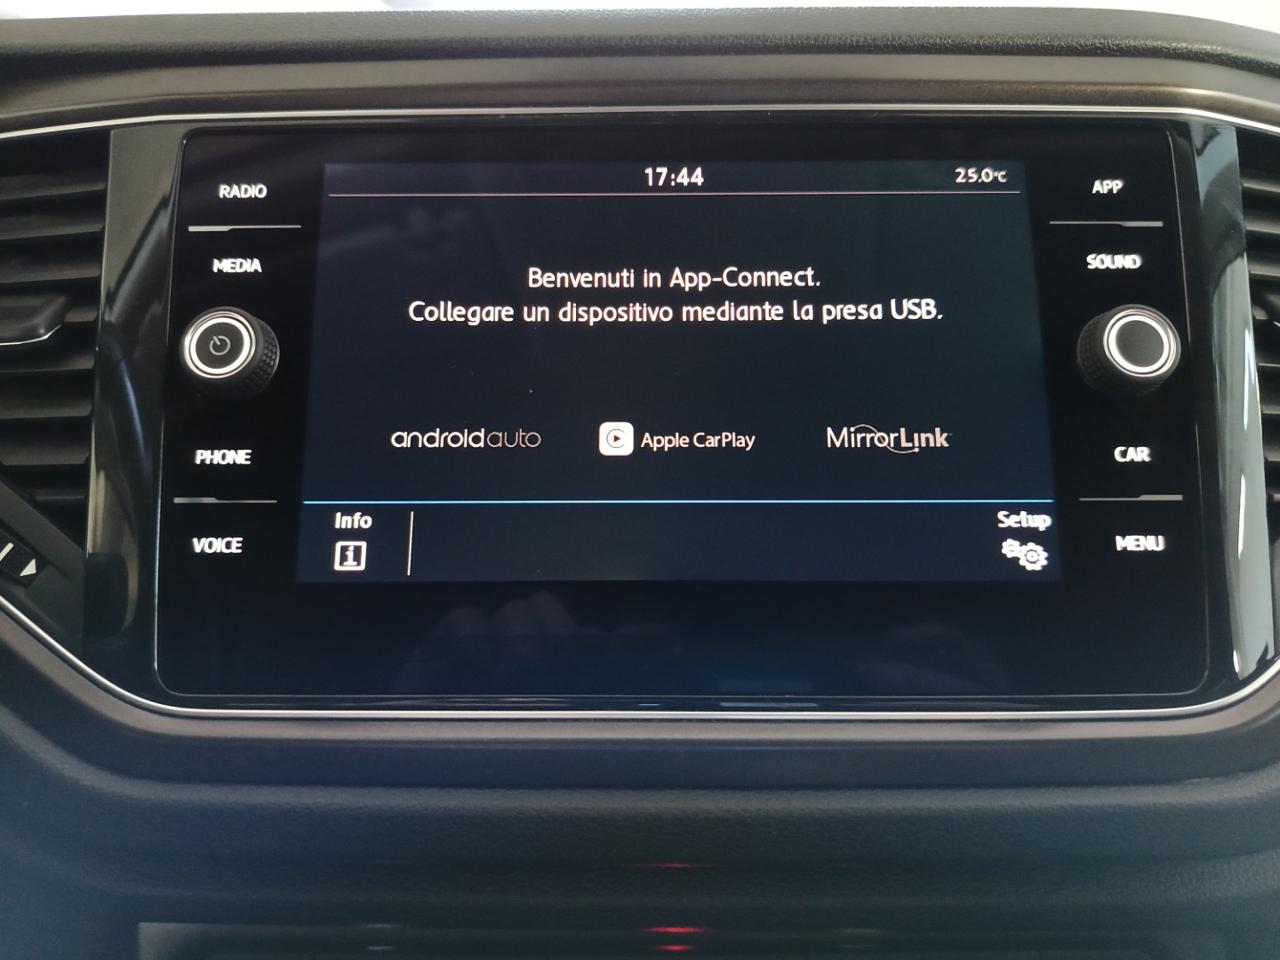 17:44
25.0°C
RADIO
MEDIA
PHONE
VOICE
Benvenuti in App-Connect.
Collegare un dispositivo mediante la presa USB.
androidauto
Apple CarPlay
MirrorLink
Info
i
Setup
APP
SOUND
CAR
MENU